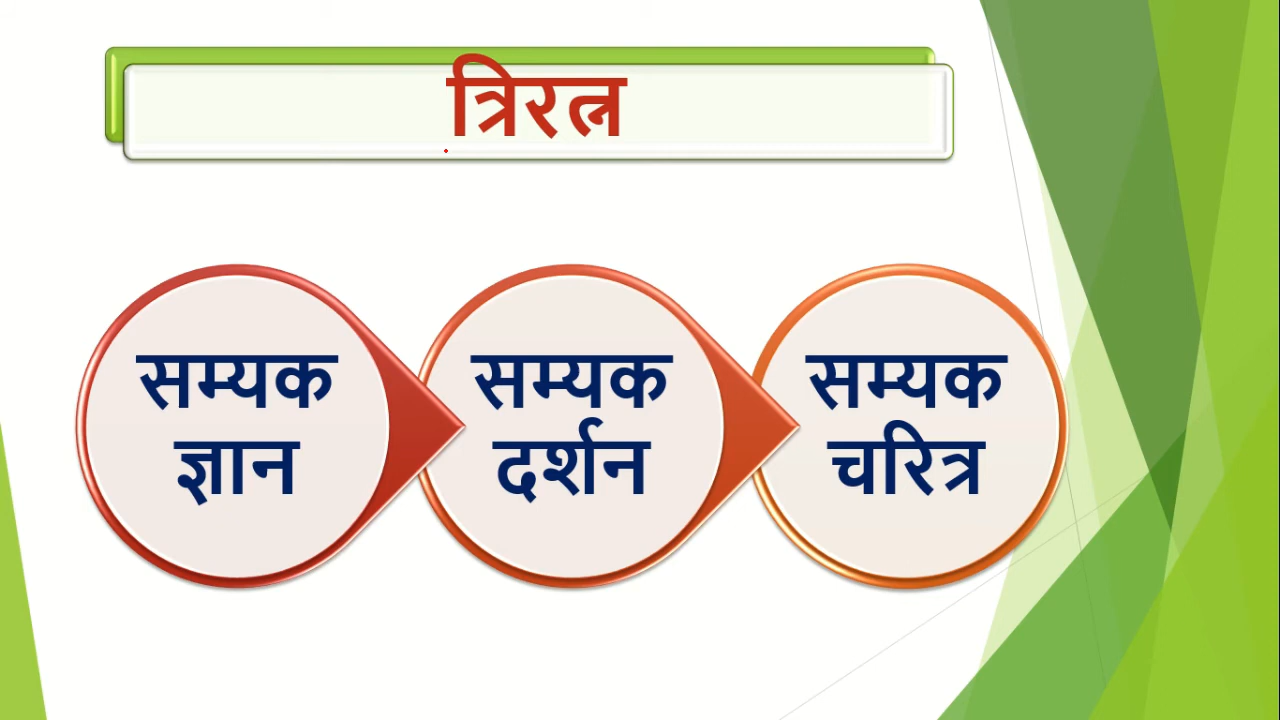 त्रिरत्न
सम्यक
ज्ञान
सम्यक
दर्शन
सम्यक
चरित्र